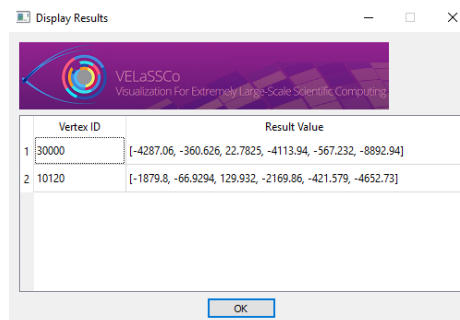 Display Results
VELaSSCo
Visualization For Extremely Large-Scale Scientific Computing
Vertex ID Result Value
1 30000 [-4287.06, -360.626, 22.7825, -4113.94, -567.232, -8892.94]
2 10120 [-1879.8, -66.9294, 129.932, -2169.86, -421.579, -4652.73]
OK